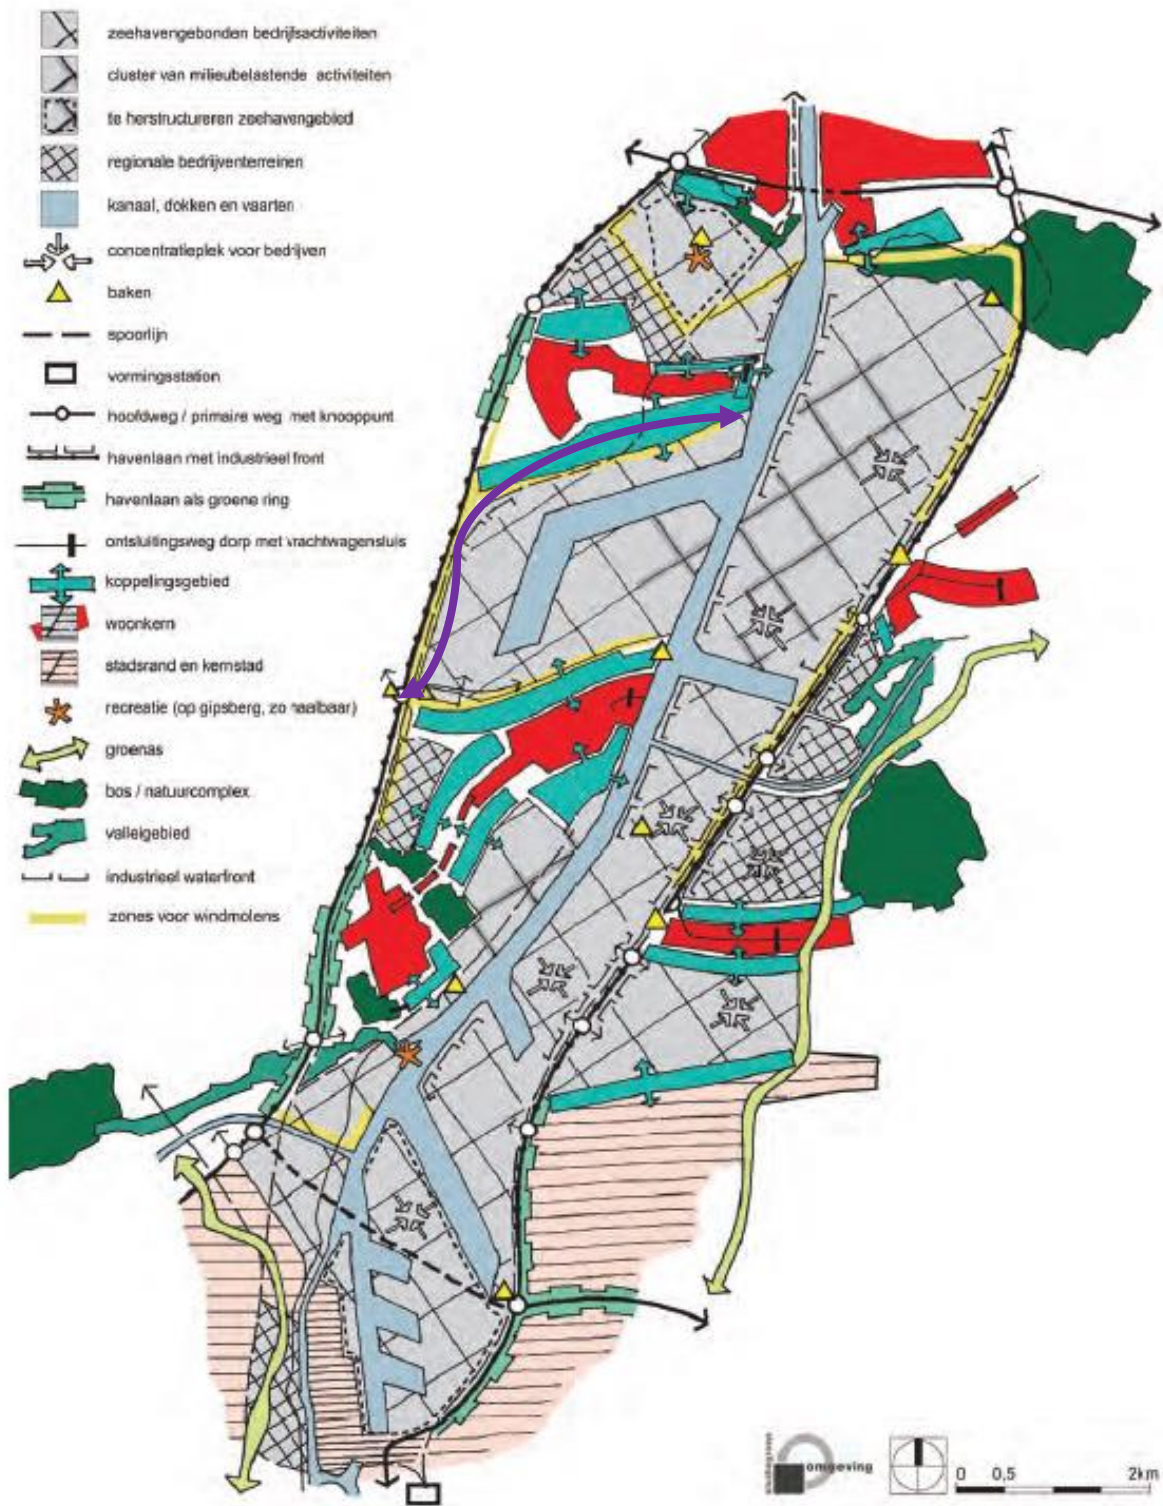 zeehavengebonden bedrijfsactiviteiten
cluster van milieubelastende activiteiten
te herstructureren zeehavengebied
regionale bedrijventerreinen
kanaal, dokken en vaarten
concentratieplek voor bedrijven
baken
spoorlijn
vormingsstation
hoofdweg / primaire weg met knooppunt
havenlaan met industrieel front
havenlaan als groene ring
ontsluitingsweg dorp met vrachtwagensluis
koppelingsgebied
woonkern
stadsrand en kernstad
recreatie (op gipsberg, zo haalbaar)
groenas
bos / natuurcomplex
valleigebied
industrieel waterfront
zones voor windmolens
omgeving
0 0,5 2km